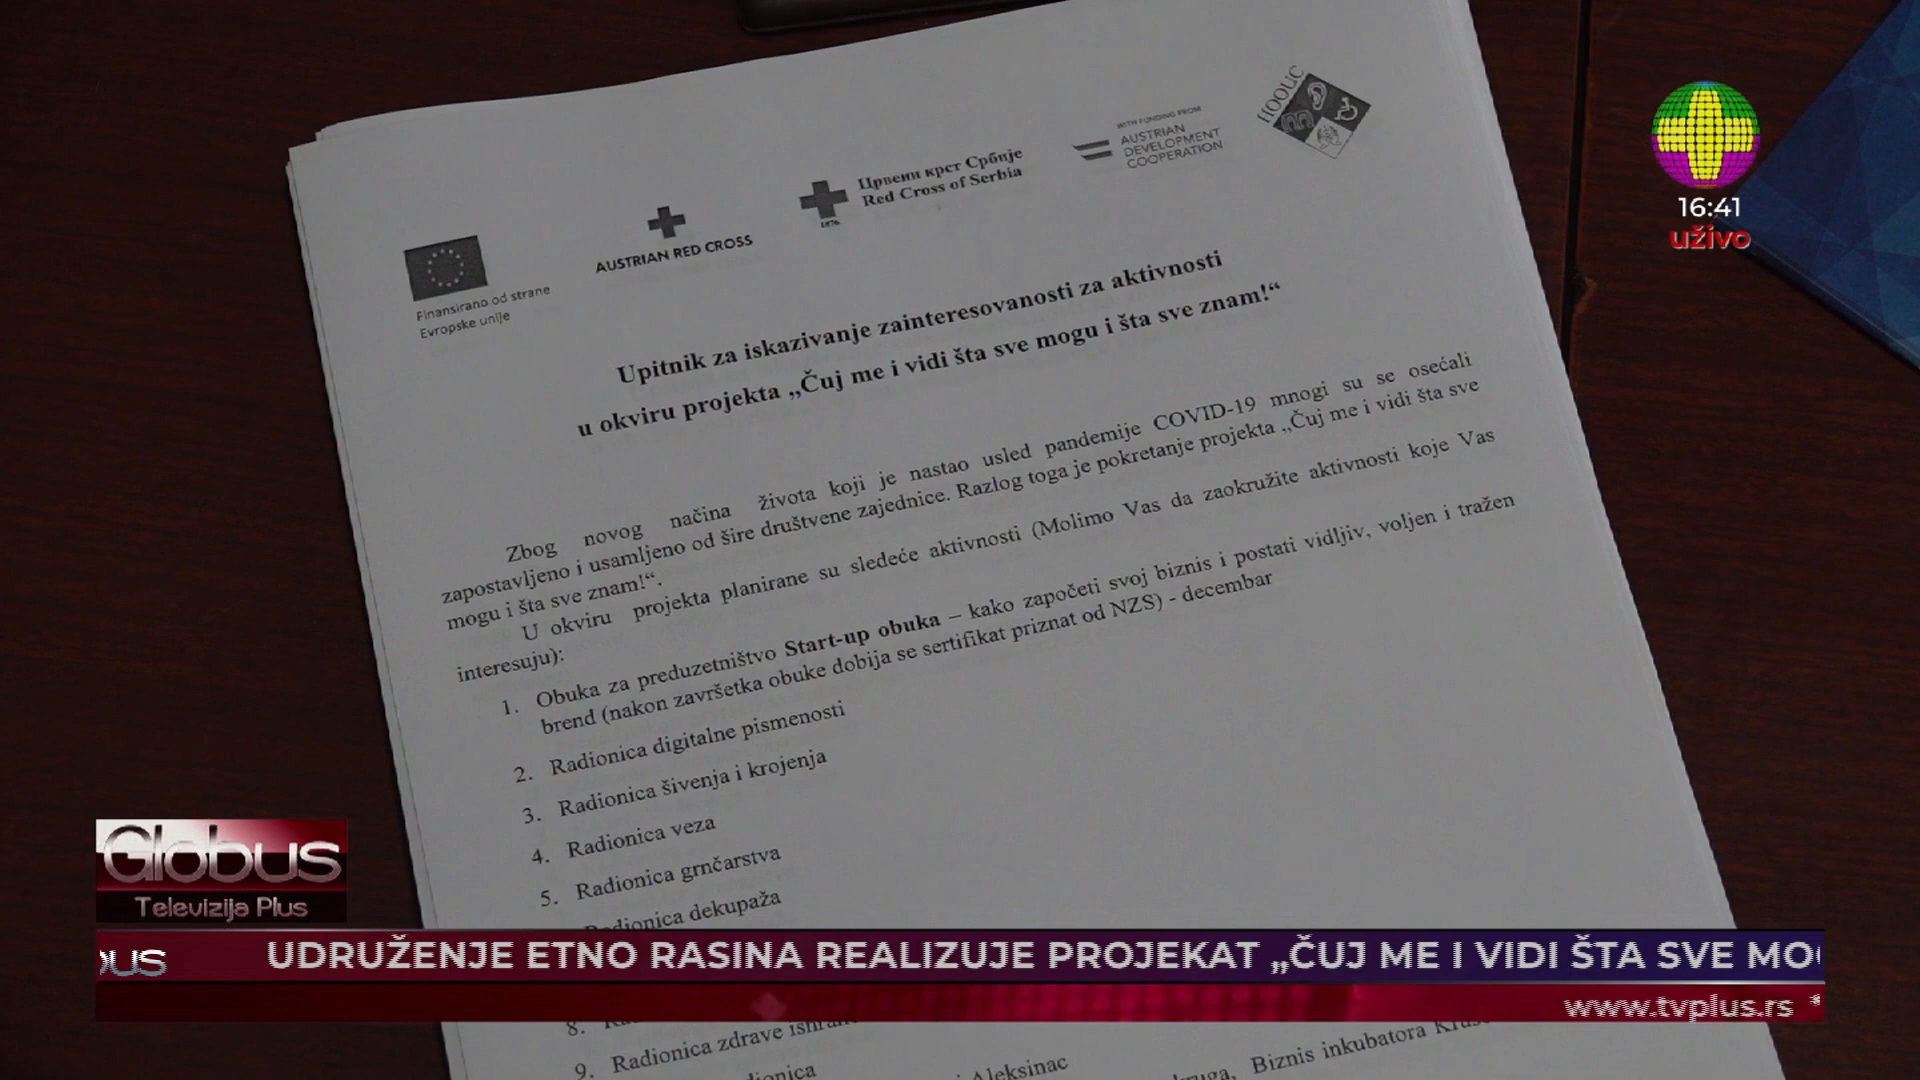 HOOUC
WITH FUNDING FROM
AUSTRIAN
DEVELOPMENT
COOPERATION
Црвени крст Србије
Red Cross of Serbia
1876
AUSTRIAN RED CROSS
Finansirano od strane
Evropske unije
16:41
uživo
Upitnik za iskazivanje zainteresovanosti za aktivnosti
u okviru projekta „Čuj me i vidi šta sve mogu i šta sve znam!“
Zbog novog načina života koji je nastao usled pandemije COVID-19 mnogi su se osećali
zapostavljeno i usamljeno od šire društvene zajednice. Razlog toga je pokretanje projekta „Čuj me i vidi šta sve
mogu i šta sve znam!“.
U okviru projekta planirane su sledeće aktivnosti (Molimo Vas da zaokružite aktivnosti koje Vas
interesuju):
1. Obuka za preduzetništvo Start-up obuka – kako započeti svoj biznis i postati vidljiv, voljen i tražen
brend (nakon završetka obuke dobija se sertifikat priznat od NZS) - decembar
2. Radionica digitalne pismenosti
3. Radionica šivenja i krojenja
4. Radionica veza
5. Radionica grnčarstva
Radionica dekupaža
Globus
Televizija Plus
UDRUŽENJE ETNO RASINA REALIZUJE PROJEKAT „ČUJ ME I VIDI ŠTA SVE
www.tvplus.rs *
8.
9. Radionica zdrave
Aleksinac
Biznis inkubatora